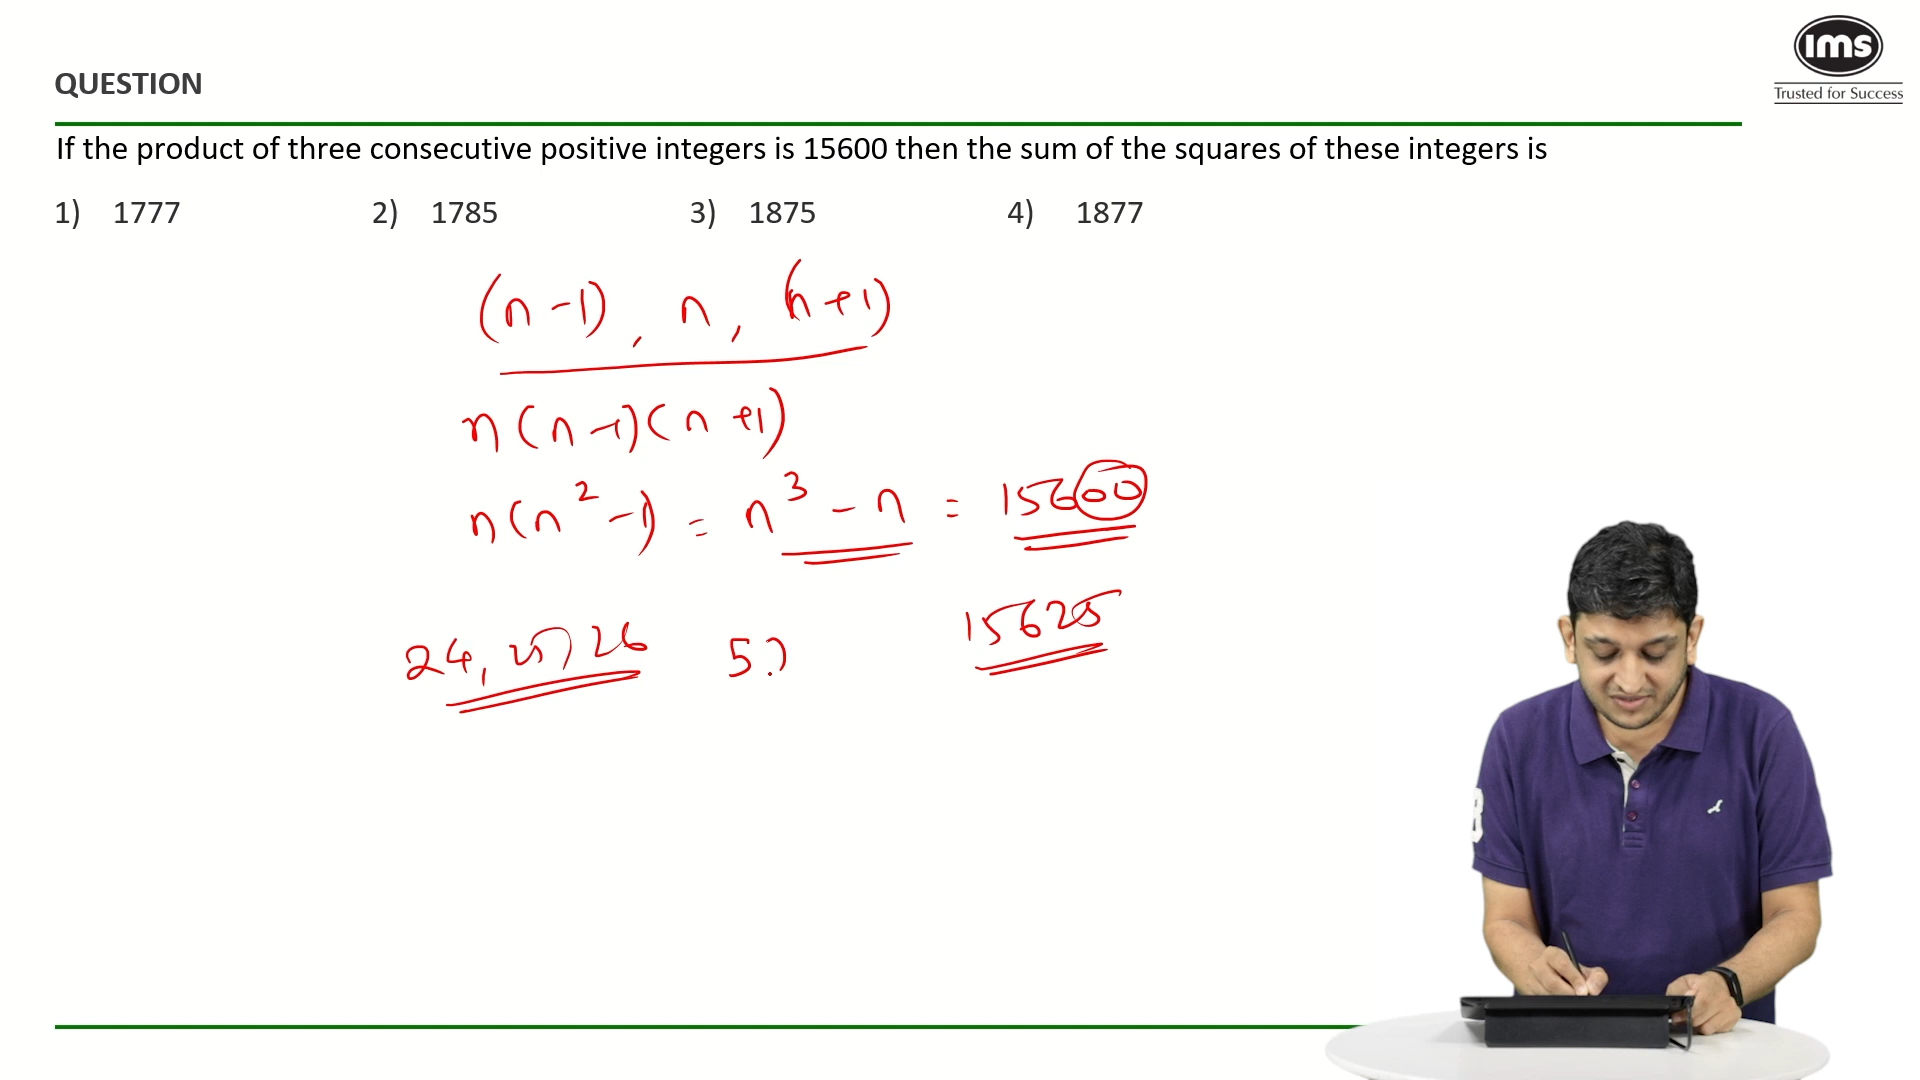 ims
Trusted for Success
QUESTION
If the product of three consecutive positive integers is 15600 then the sum of the squares of these integers is
1) 1777 2) 1785 3) 1875 4) 1877
(n-1), n, (n+1)
n(n-1)(n+1)
n(n²-1) = n³ - n = 15600
15625
24, 25, 26